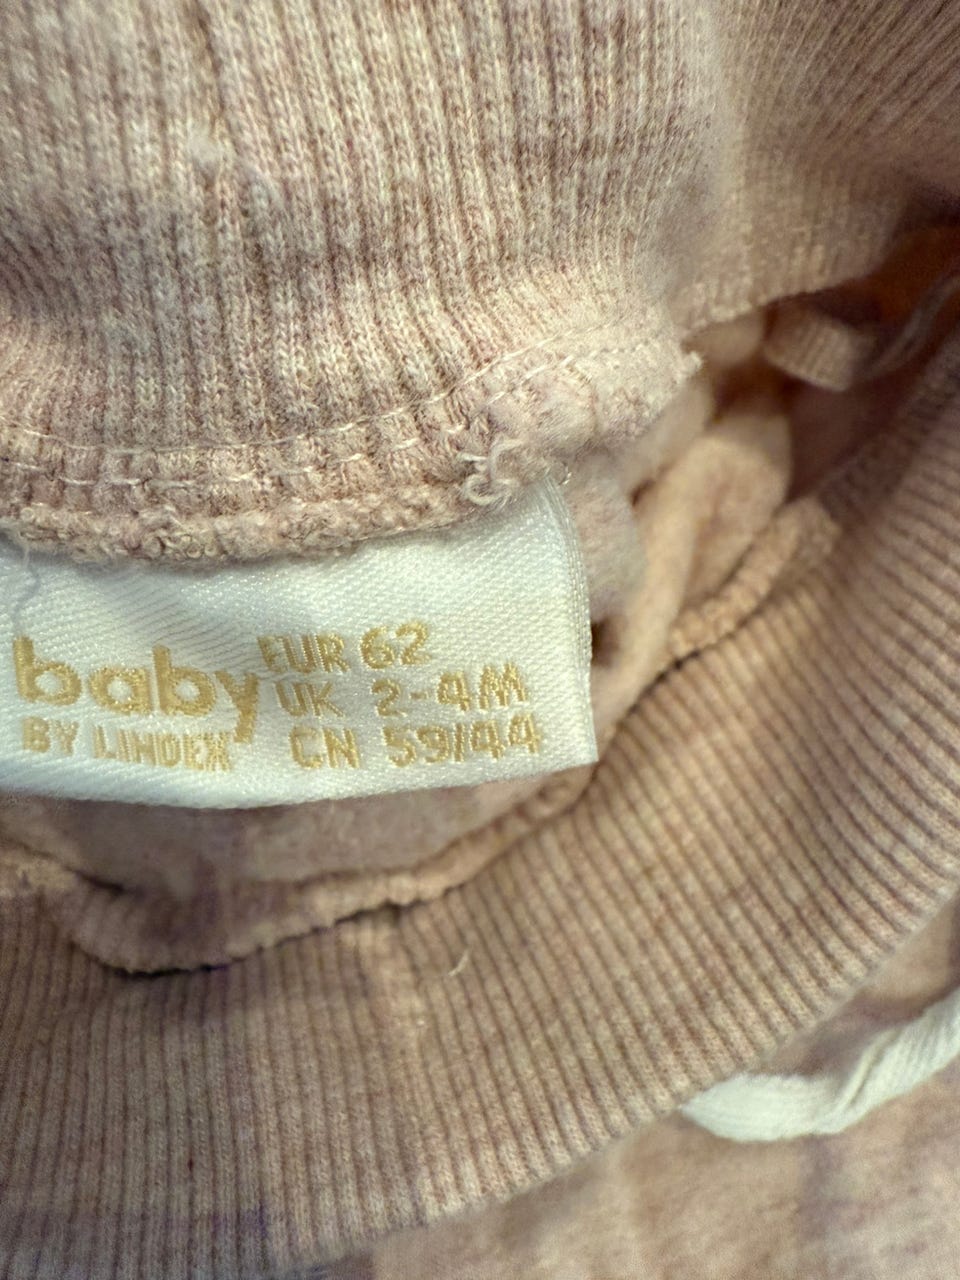 baby
BY LINDEX
EUR 62
UK 2-4M
CN 59/44